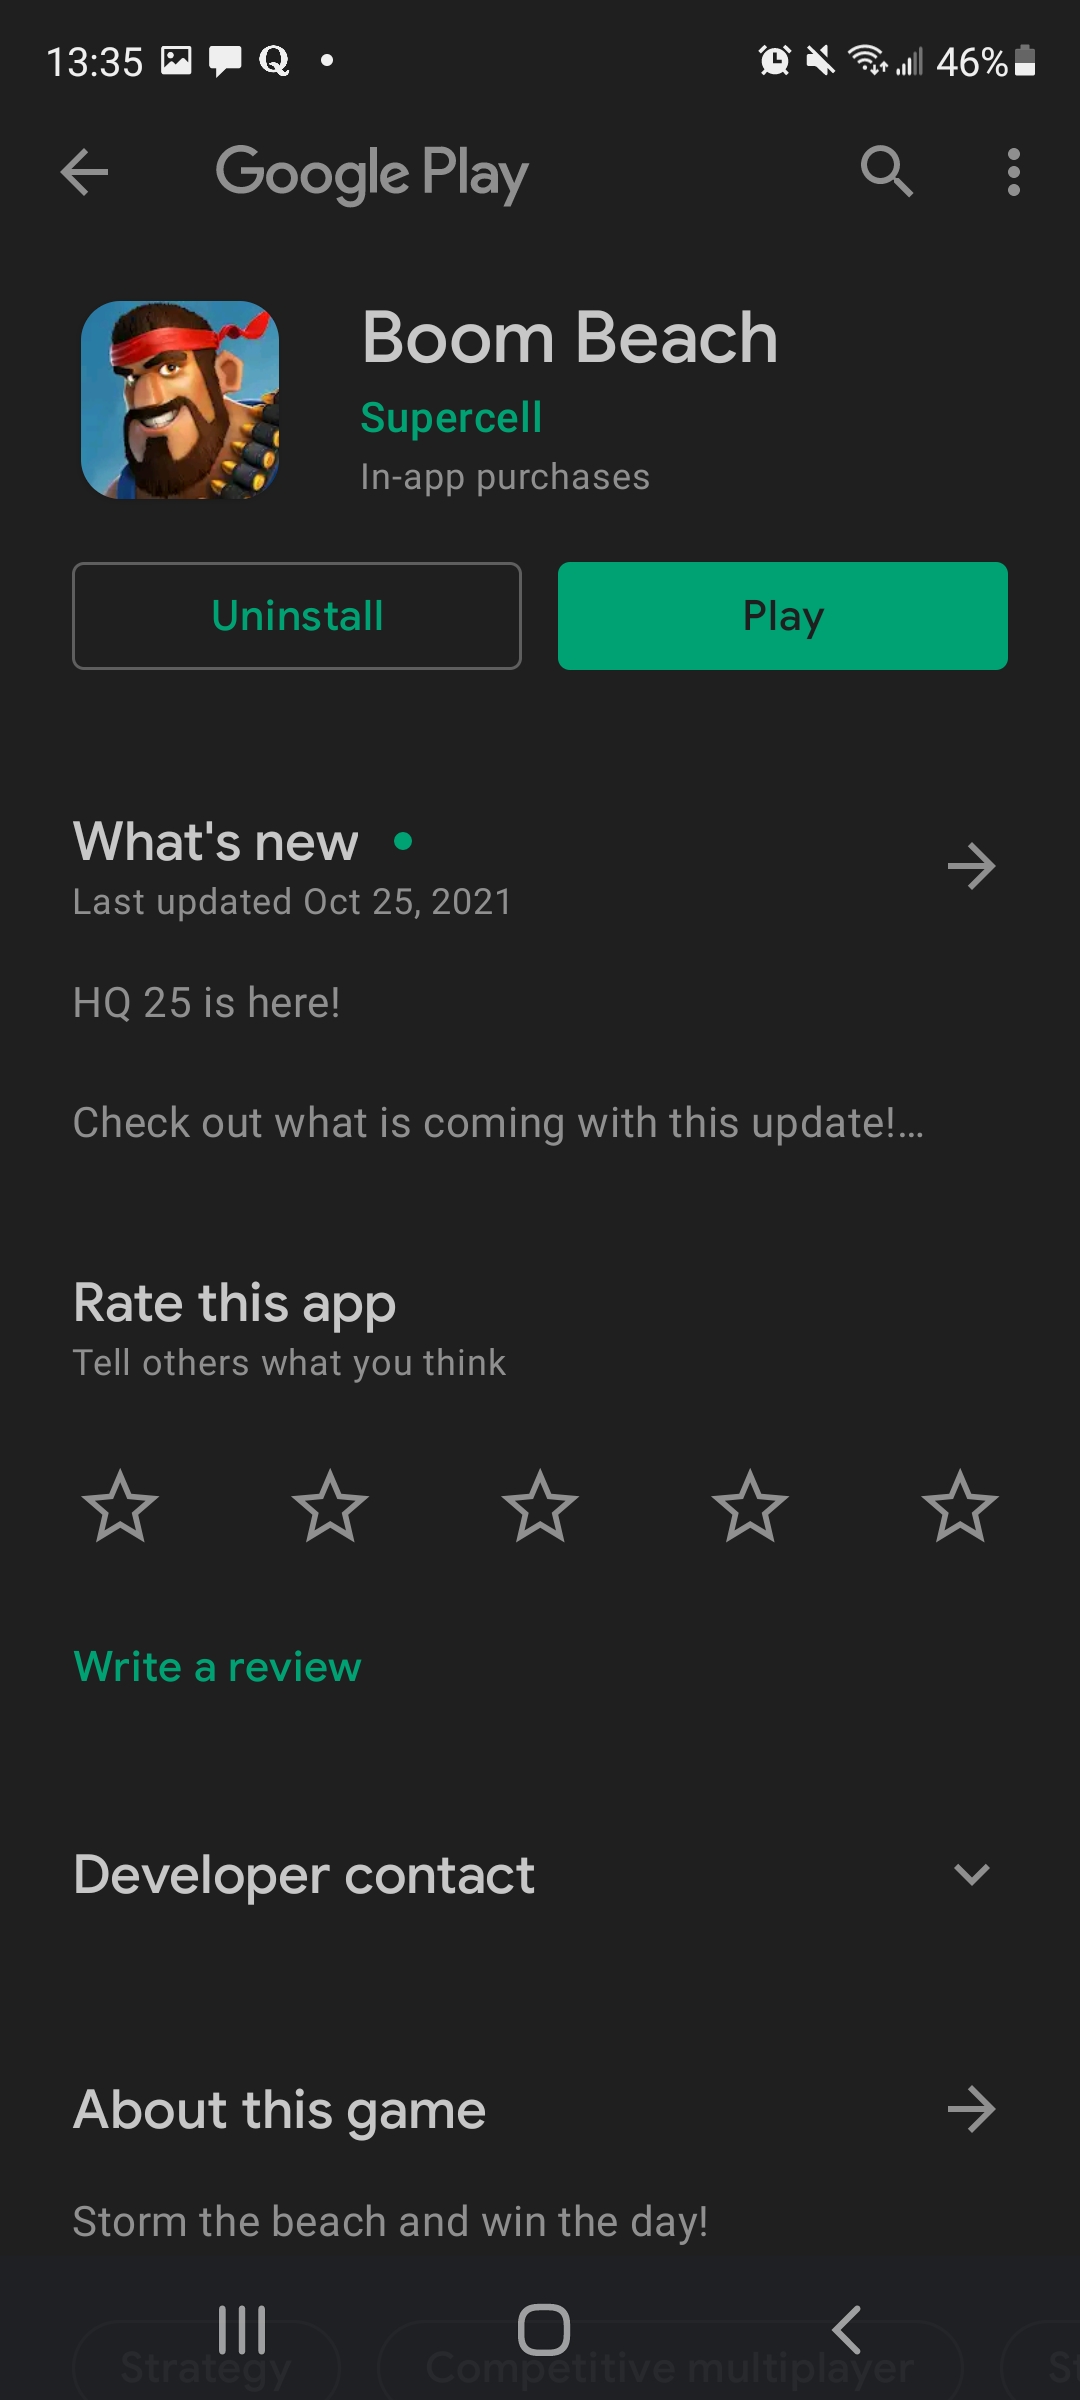 13:35
46%
Google Play
Boom Beach
Supercell
In-app purchases
Uninstall
Play
What's new
Last updated Oct 25, 2021
HQ 25 is here!
Check out what is coming with this update!…
Rate this app
Tell others what you think
Write a review
Developer contact
About this game
Storm the beach and win the day!
Strategy
Competitive multiplayer